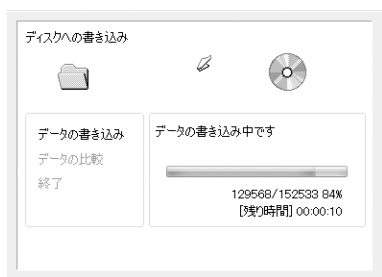 ディスクへの書き込み
データの書き込み
データの比較
終了
データの書き込み中です
129568/152533 84%
[残り時間] 00:00:10